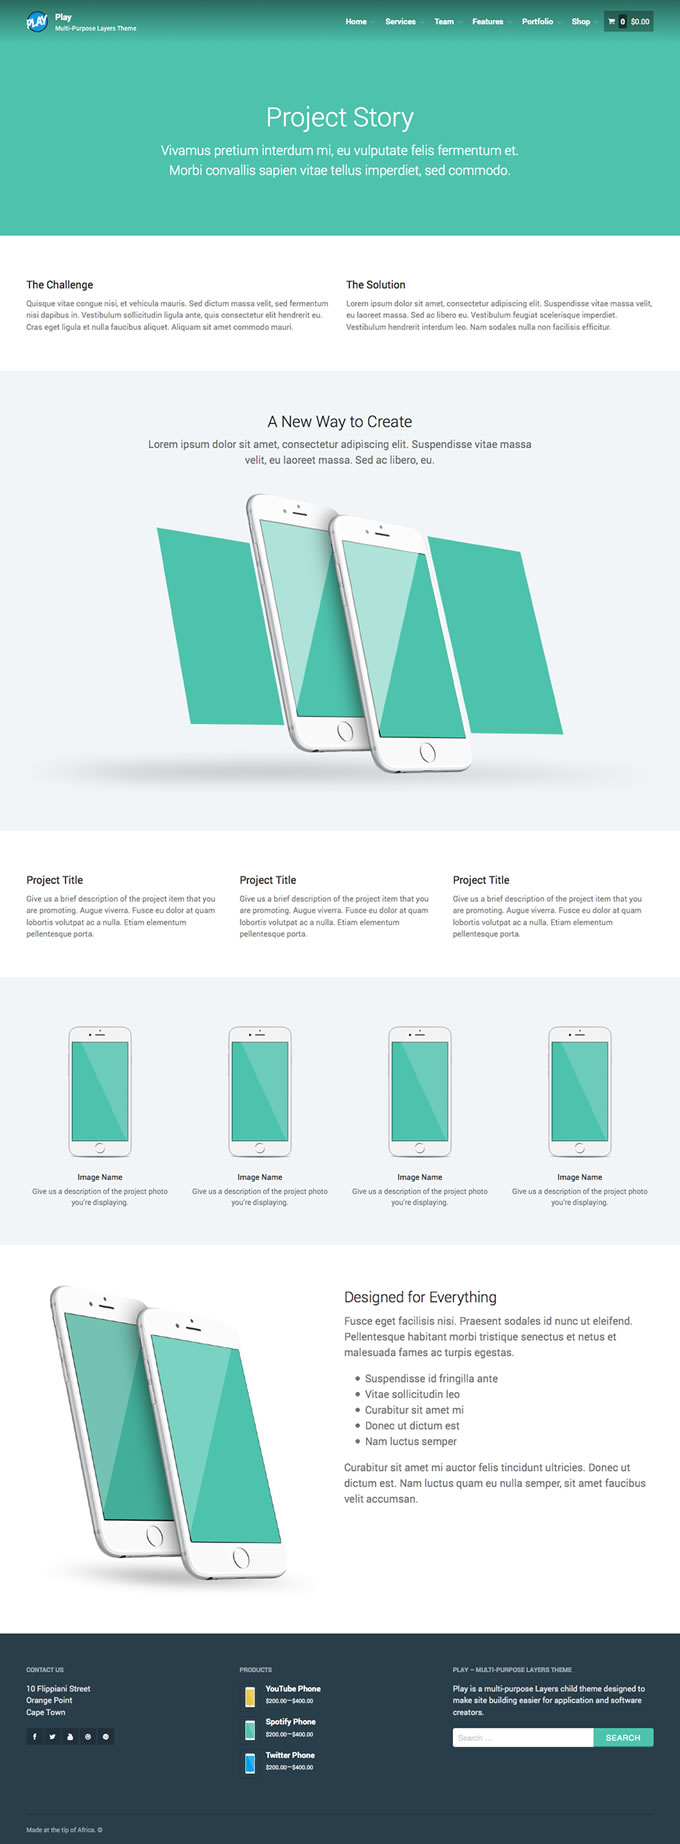 PLAY
Play
Multi-Purpose Layers Theme
Home Services Team Features Portfolio Shop 0 $0.00
Project Story
Vivamus pretium interdum mi, eu vulputate felis fermentum et.
Morbi convallis sapien vitae tellus imperdiet, sed commodo.
The Challenge
Quisque vitae congue nisi, et vehicula mauris. Sed dictum massa velit, sed fermentum
nisi dapibus in. Vestibulum sollicitudin ligula ante, quis consectetur elit hendrerit eu.
Cras eget ligula et nulla faucibus aliquet. Aliquam sit amet commodo mauri.
The Solution
Lorem ipsum dolor sit amet, consectetur adipiscing elit. Suspendisse vitae massa velit,
eu laoreet massa. Sed ac libero eu. Vestibulum feugiat scelerisque imperdiet.
Vestibulum hendrerit interdum leo. Nam sodales nulla non facilisis efficitur.
A New Way to Create
Lorem ipsum dolor sit amet, consectetur adipiscing elit. Suspendisse vitae massa
velit, eu laoreet massa. Sed ac libero, eu.
Project Title
Give us a brief description of the project item that you
are promoting. Augue viverra. Fusce eu dolor at quam
lobortis volutpat ac a nulla. Etiam elementum
pellentesque porta.
Project Title
Give us a brief description of the project item that you
are promoting. Augue viverra. Fusce eu dolor at quam
lobortis volutpat ac a nulla. Etiam elementum
pellentesque porta.
Project Title
Give us a brief description of the project item that you
are promoting. Augue viverra. Fusce eu dolor at quam
lobortis volutpat ac a nulla. Etiam elementum
pellentesque porta.
Image Name
Give us a description of the project photo
you're displaying.
Image Name
Give us a description of the project photo
you're displaying.
Image Name
Give us a description of the project photo
you're displaying.
Image Name
Give us a description of the project photo
you're displaying.
Designed for Everything
Fusce eget facilisis nisi. Praesent sodales id nunc ut eleifend.
Pellentesque habitant morbi tristique senectus et netus et
malesuada fames ac turpis egestas.
• Suspendisse id fringilla ante
• Vitae sollicitudin leo
• Curabitur sit amet mi
• Donec ut dictum est
• Nam luctus semper
Curabitur sit amet mi auctor felis tincidunt ultricies. Donec ut
dictum est. Nam luctus quam eu nulla semper, sit amet faucibus
velit accumsan.
CONTACT US
10 Flippiani Street
Orange Point
Cape Town
PRODUCTS
YouTube Phone
$200.00–$400.00
Spotify Phone
$200.00–$400.00
Twitter Phone
$200.00–$400.00
PLAY – MULTI-PURPOSE LAYERS THEME
Play is a multi-purpose Layers child theme designed to
make site building easier for application and software
creators.
Search ...
SEARCH
Made at the tip of Africa. ©